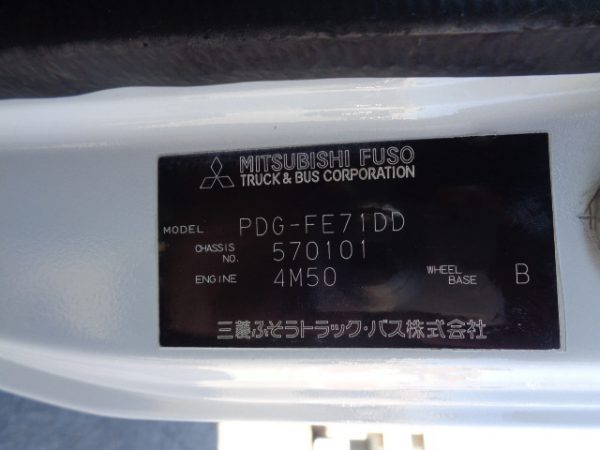 MITSUBISHI FUSO
TRUCK & BUS CORPORATION
MODEL PDG-FE71DD
CHASSIS NO. 570101
ENGINE 4M50 WHEEL BASE B
三菱ふそうトラック・バス株式会社